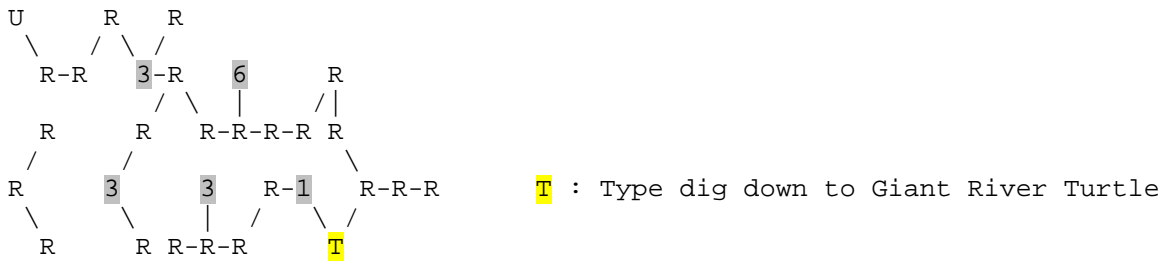 U     R   R
 \   / \ /
  R-R   3-R   6     R
         / \  |    /|
  R     R   R-R-R-R R
 /     /             \
R     3     3   R-1   R-R-R      T : Type dig down to Giant River Turtle
 \     \    |  /   \ /
  R     R R-R-R     T